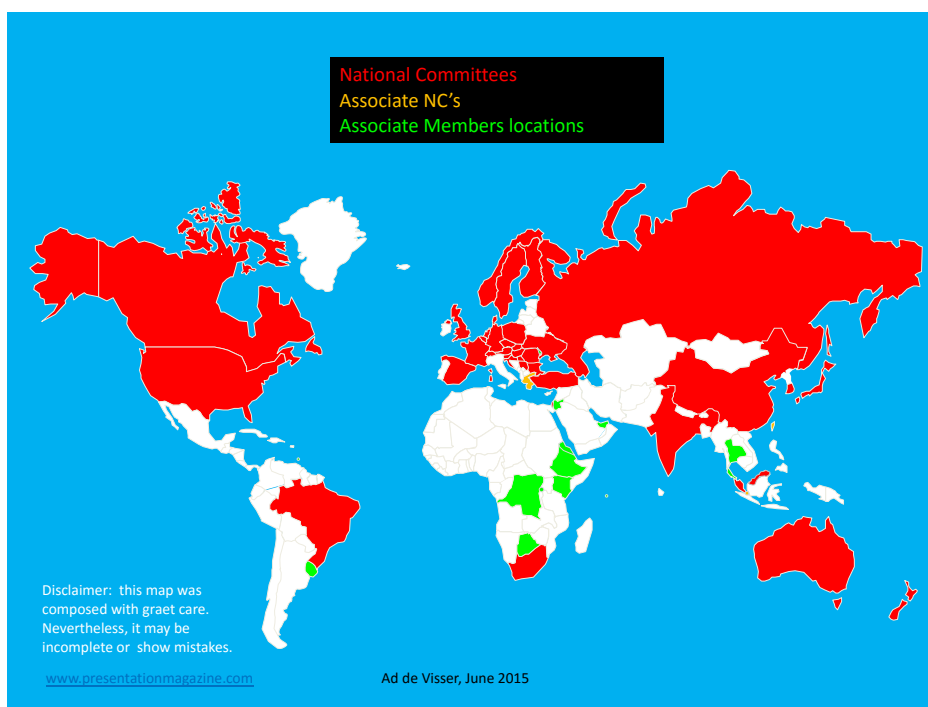 National Committees
Associate NC's
Associate Members locations
Disclaimer: this map was
composed with graet care.
Nevertheless, it may be
incomplete or show mistakes.
www.presentationmagazine.com
Ad de Visser, June 2015